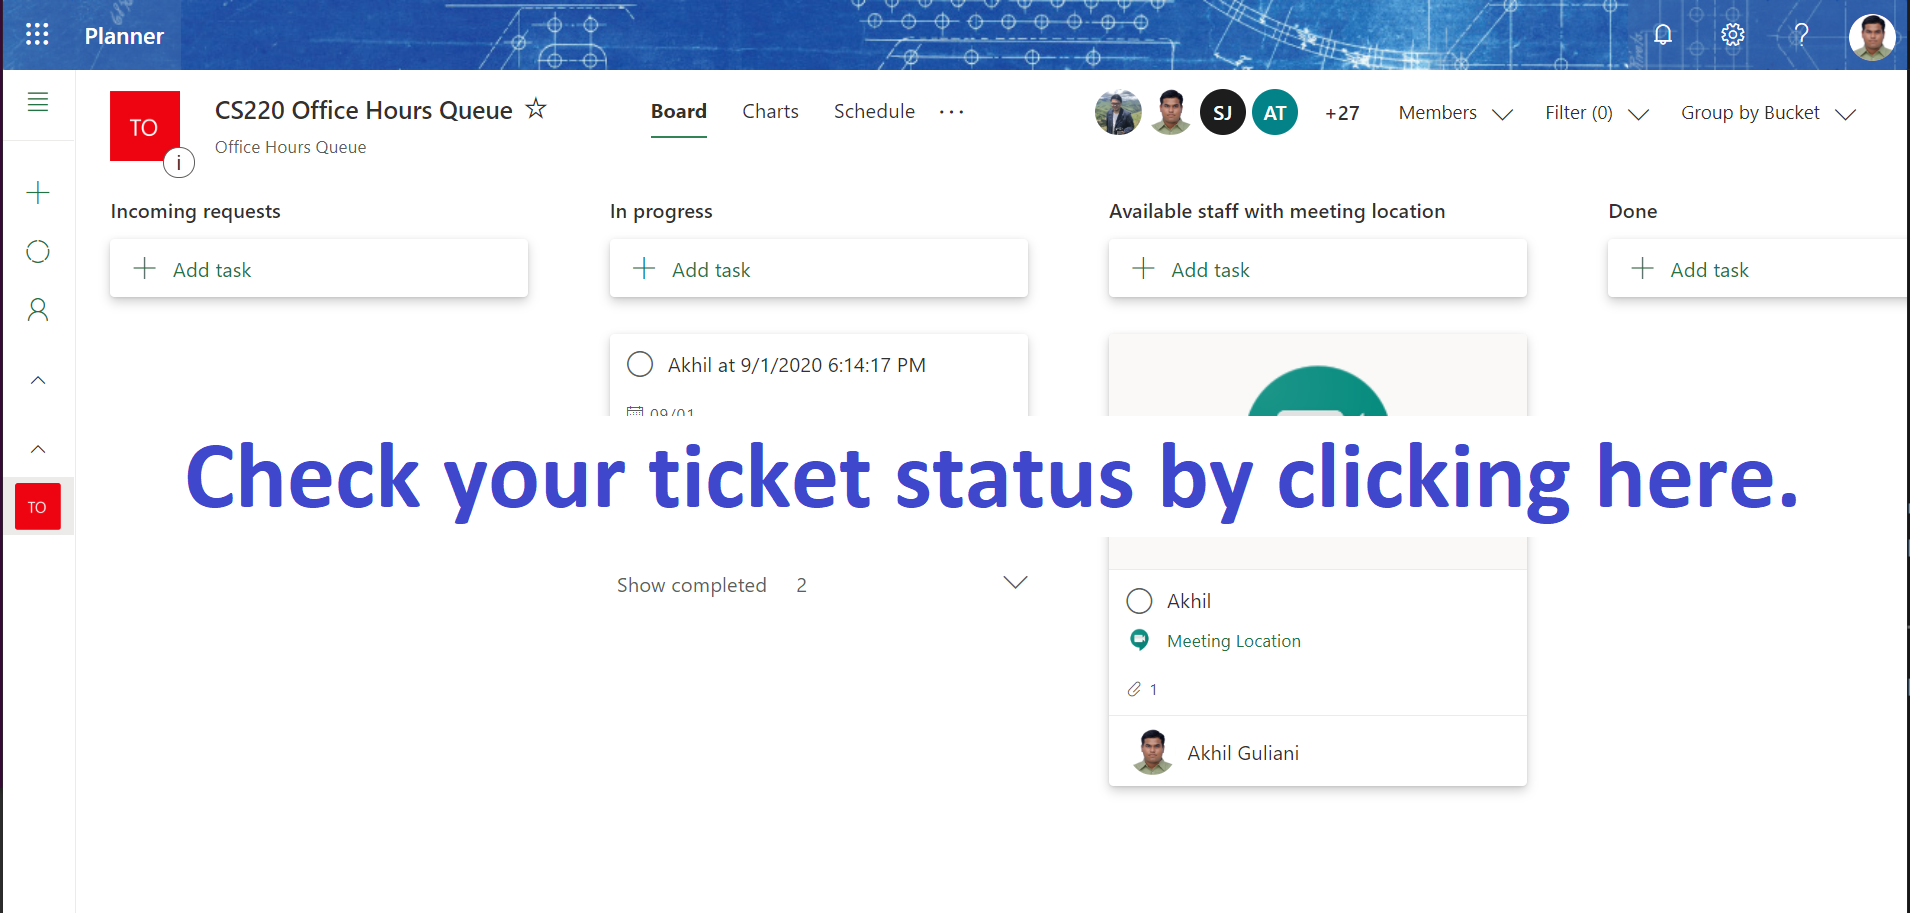 Planner
TO
CS220 Office Hours Queue
Office Hours Queue
Board Charts Schedule ...
SJ AT +27 Members Filter (0) Group by Bucket
Incoming requests
Add task
In progress
Add task
Akhil at 9/1/2020 6:14:17 PM
09/01
Available staff with meeting location
Add task
Done
Add task
Check your ticket status by clicking here.
TO
Show completed 2
Akhil
Meeting Location
1
Akhil Guliani